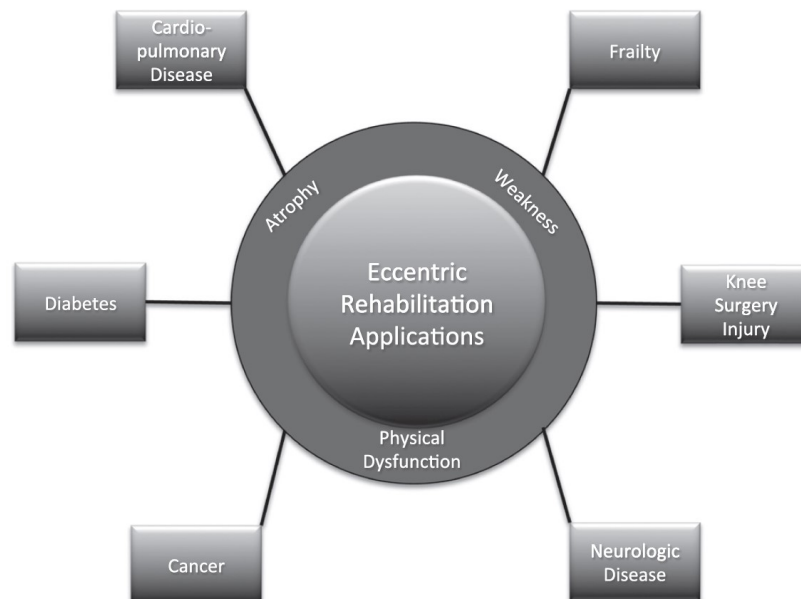 Cardio-
pulmonary
Disease
Frailty
Atrophy
Weakness
Eccentric
Rehabilitation
Applications
Diabetes
Knee
Surgery
Injury
Physical
Dysfunction
Cancer
Neurologic
Disease